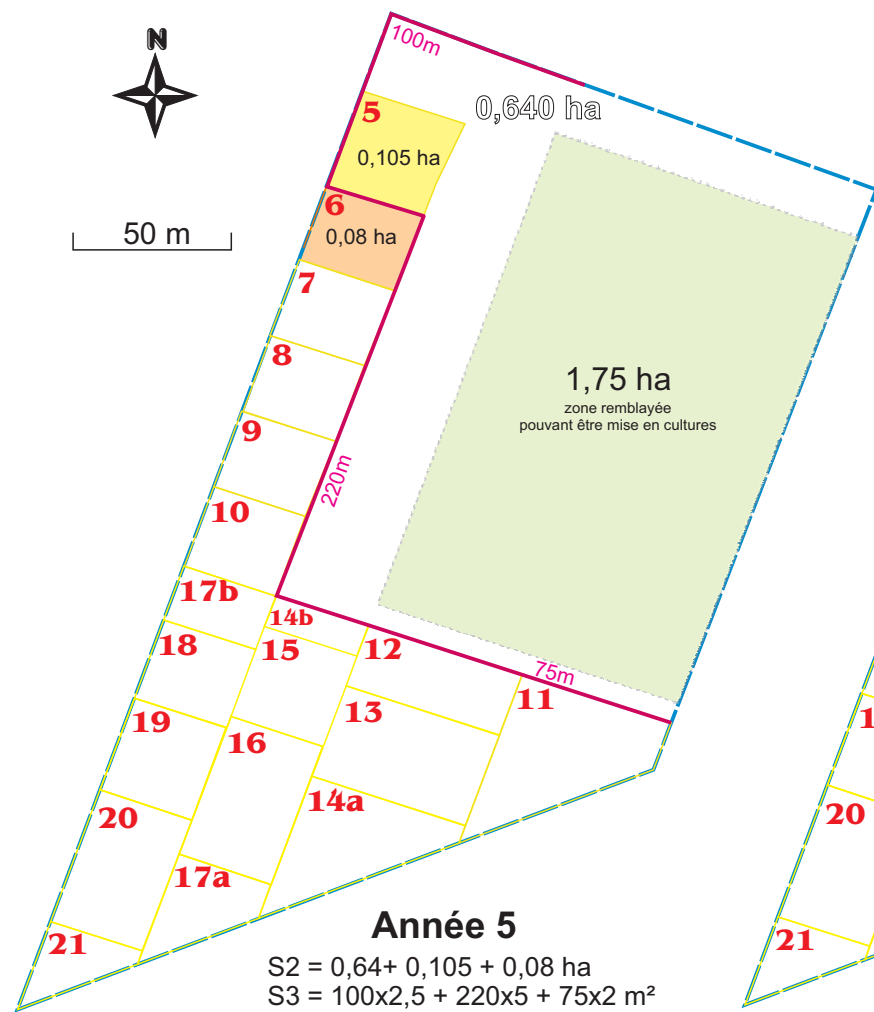 N
100m
0,640 ha
5
0,105 ha
6
0,08 ha
50 m
7
8
1,75 ha
zone remblayée
pouvant être mise en cultures
9
220m
10
17b
14b
18
15
12
75m
11
13
19
16
14a
20
17a
21
1
20
21
Année 5
S2 = 0,64+ 0,105 + 0,08 ha
S3 = 100x2,5 + 220x5 + 75x2 m²